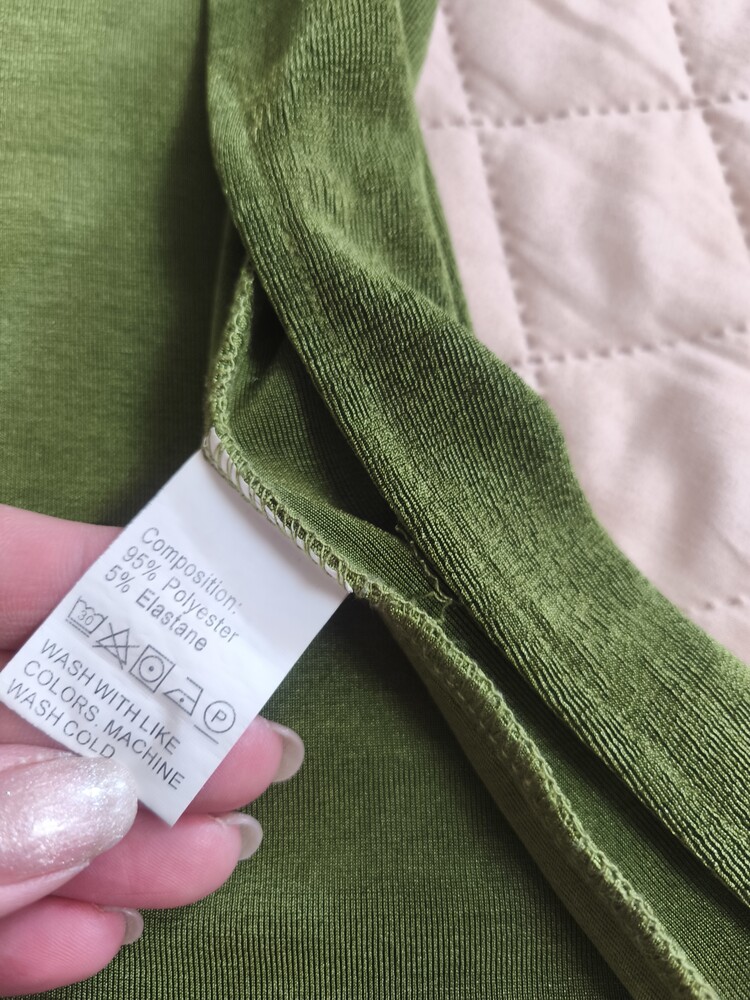 Composition:
95% Polyester
5% Elastane
30 P
WASH WITH LIKE
COLORS, MACHINE
WASH COLD